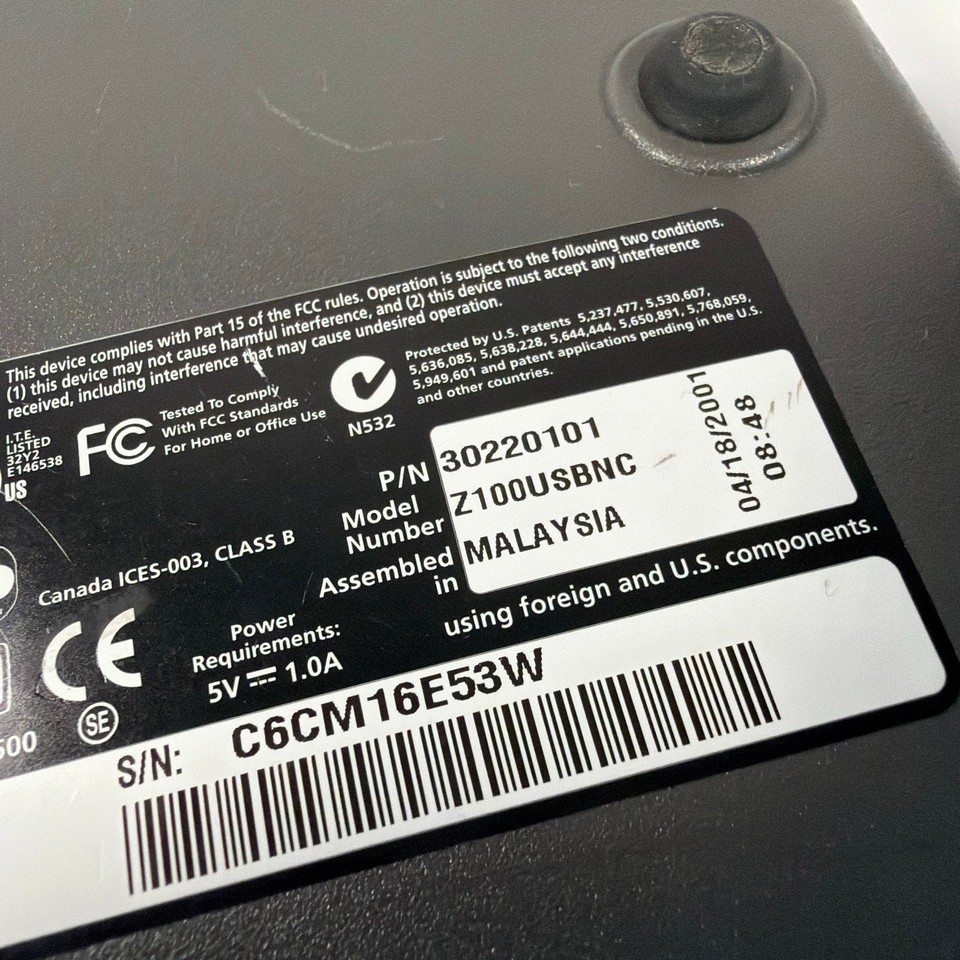 This device complies with Part 15 of the FCC rules. Operation is subject to the following two conditions.
(1) this device may not cause harmful interference, and (2) this device must accept any interference
received, including interference that may cause undesired operation.
I.T.E.
LISTED
32Y2
E146538
US
FC
Tested To Comply
With FCC Standards
For Home or Office Use
N532
Protected by U.S. Patents 5,237,477, 5,530,607,
5,636,085, 5,638,228, 5,644,444, 5,650,891, 5,768,059,
5,949,601 and patent applications pending in the U.S.
and other countries.
P/N 30220101
Model
Number Z100USBNC
Assembled
in MALAYSIA
04/18/2001
08:48
using foreign and U.S. components.
Canada ICES-003, CLASS B
CE
Power
Requirements:
5V 1.0A
SE
500
S/N: C6CM16E53W